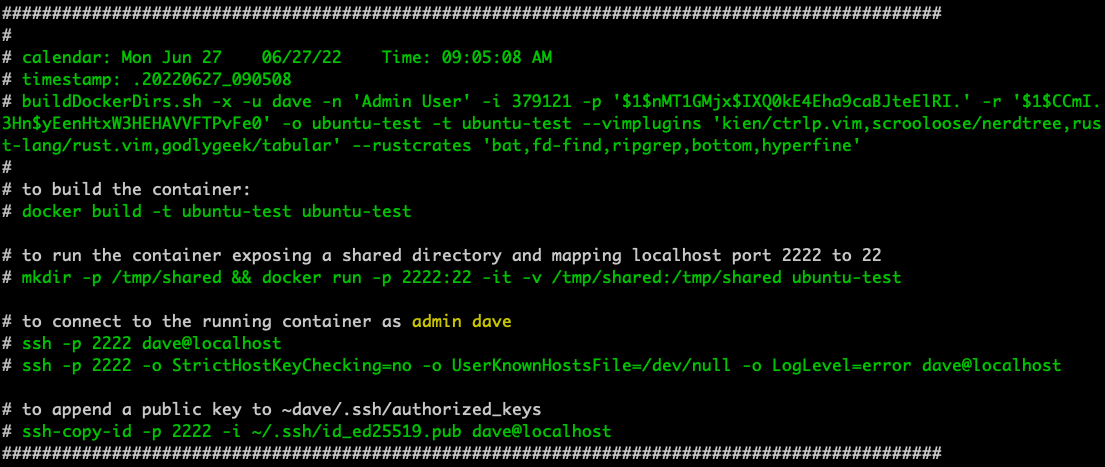 ##############################################################################################
#
# calendar: Mon Jun 27    06/27/22    Time: 09:05:08 AM
# timestamp: .20220627_090508
# buildDockerDirs.sh -x -u dave -n 'Admin User' -i 379121 -p '$1$nMT1GMjx$IXQ0kE4Eha9caBJteElRI.' -r '$1$CCmI.
3Hn$yEenHtxW3HEHAVVFTPvFe0' -o ubuntu-test -t ubuntu-test --vimplugins 'kien/ctrlp.vim,scrooloose/nerdtree,rus
t-lang/rust.vim,godlygeek/tabular' --rustcrates 'bat,fd-find,ripgrep,bottom,hyperfine'
#
# to build the container:
# docker build -t ubuntu-test ubuntu-test

# to run the container exposing a shared directory and mapping localhost port 2222 to 22
# mkdir -p /tmp/shared && docker run -p 2222:22 -it -v /tmp/shared:/tmp/shared ubuntu-test

# to connect to the running container as admin dave
# ssh -p 2222 dave@localhost
# ssh -p 2222 -o StrictHostKeyChecking=no -o UserKnownHostsFile=/dev/null -o LogLevel=error dave@localhost

# to append a public key to ~dave/.ssh/authorized_keys
# ssh-copy-id -p 2222 -i ~/.ssh/id_ed25519.pub dave@localhost
##############################################################################################